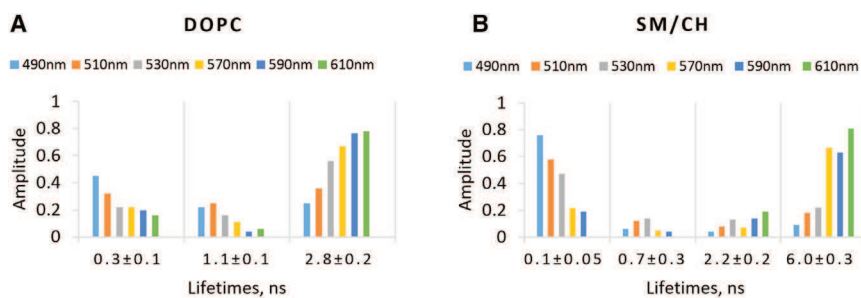 A DOPC
490nm 510nm 530nm 570nm 590nm 610nm
Amplitude
1
0.8
0.6
0.4
0.2
0
0.3±0.1 1.1±0.1 2.8±0.2
Lifetimes, ns
B SM/CH
490nm 510nm 530nm 570nm 590nm 610nm
Amplitude
1
0.8
0.6
0.4
0.2
0
0.1±0.05 0.7±0.3 2.2±0.2 6.0±0.3
Lifetimes, ns